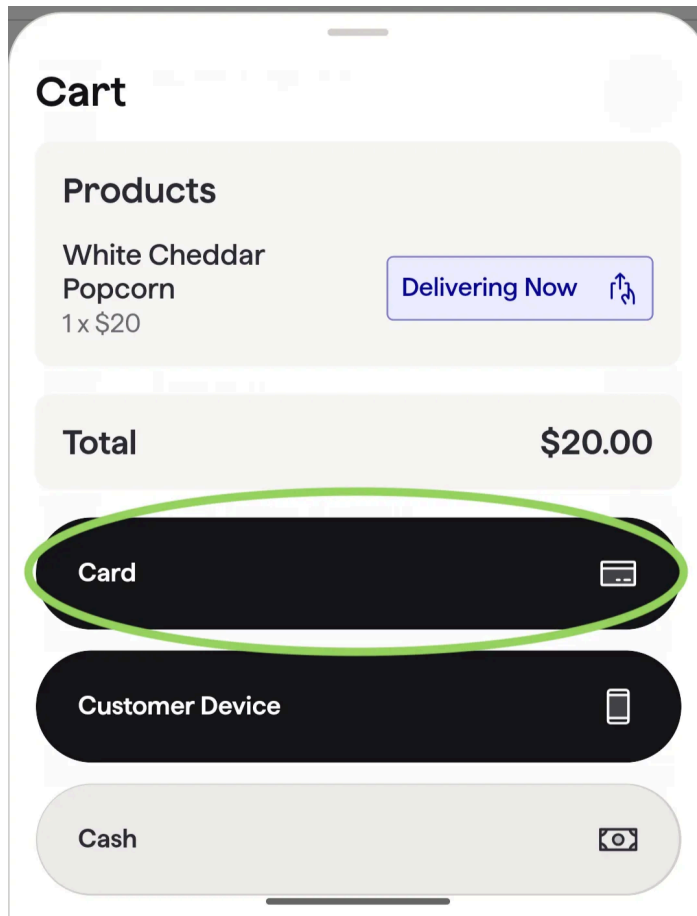 Cart
Products
White Cheddar
Popcorn
1 x $20
Delivering Now
Total
$20.00
Card
Customer Device
Cash